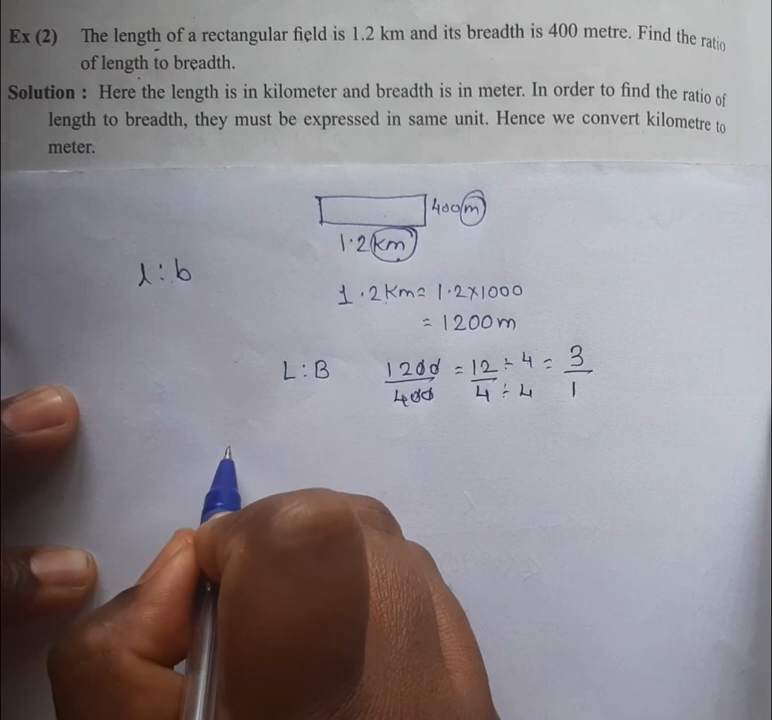 Ex (2) The length of a rectangular field is 1.2 km and its breadth is 400 metre. Find the ratio
of length to breadth.
Solution : Here the length is in kilometer and breadth is in meter. In order to find the ratio of
length to breadth, they must be expressed in same unit. Hence we convert kilometre to
meter.
400m
1.2km
l:b
1.2km = 1.2×1000
= 1200m
L:B 1200/400 = 12÷4/4÷4 = 3/1